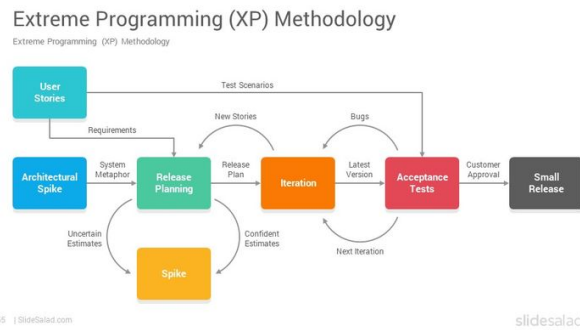 Extreme Programming (XP) Methodology
Extreme Programming (XP) Methodology
User
Stories
Test Scenarios
Requirements
New Stories
Bugs
Architectural
Spike
System
Metaphor
Release
Planning
Release
Plan
Iteration
Latest
Version
Acceptance
Tests
Customer
Approval
Small
Release
Uncertain
Estimates
Confident
Estimates
Next Iteration
Spike
5 | SlideSalad.com
slidesalad